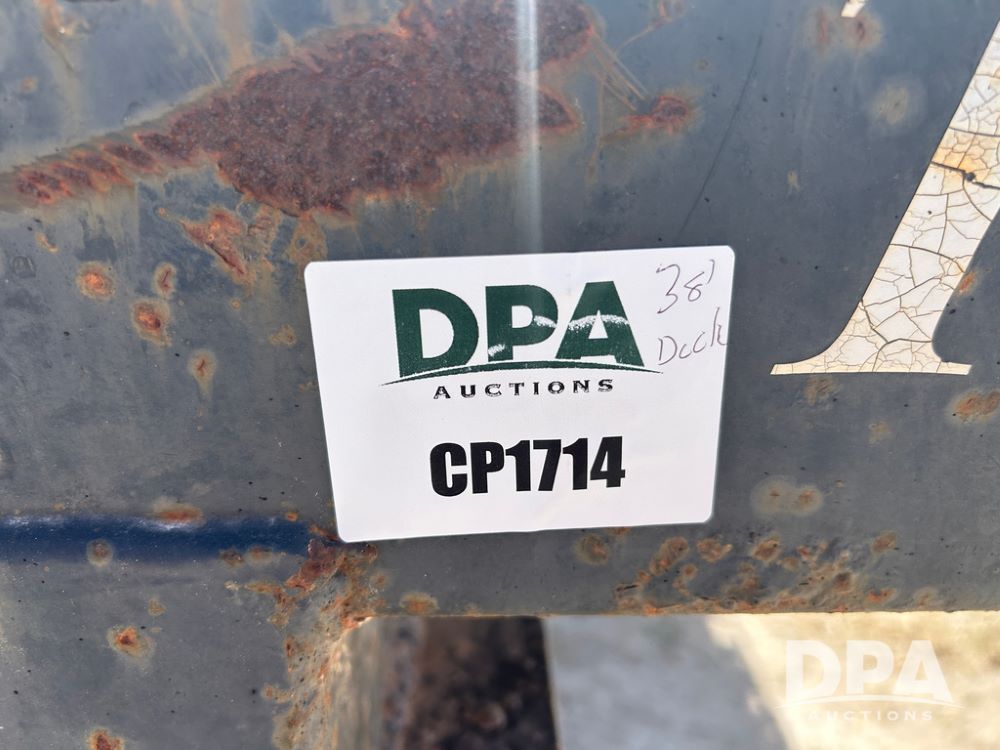 DPA
AUCTIONS
38'
Deck
CP1714
DPA
AUCTIONS